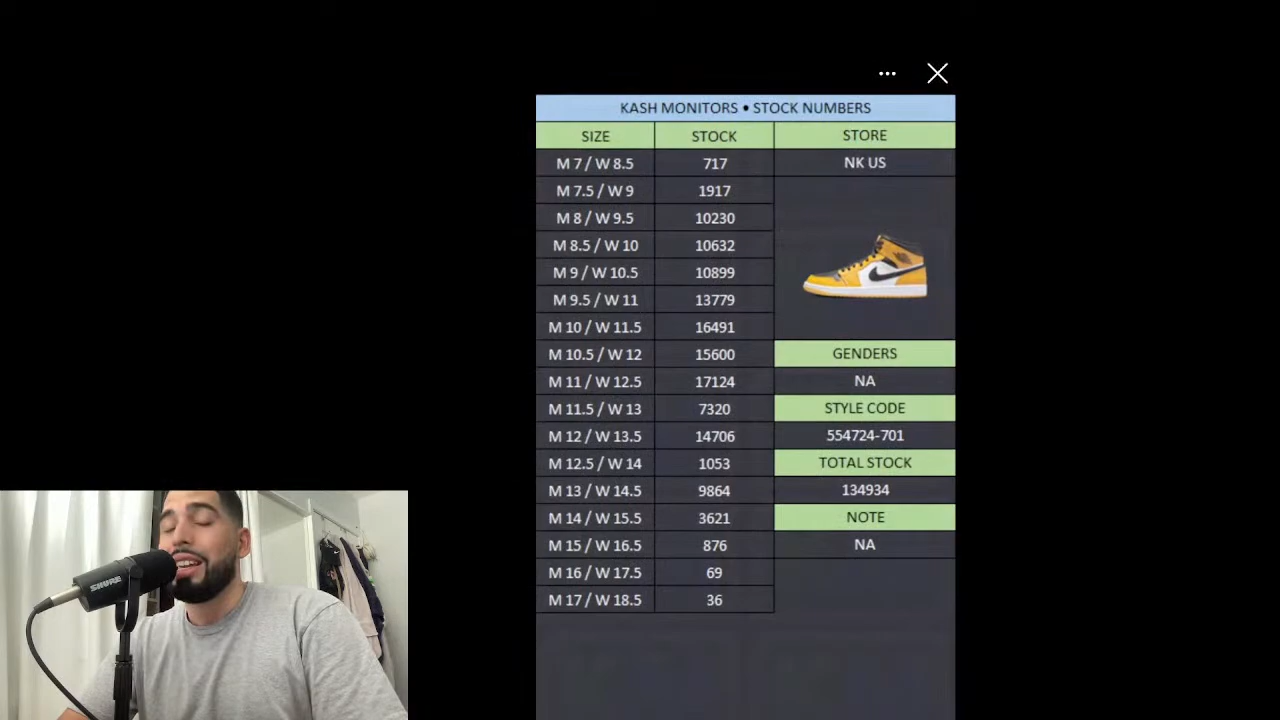 KASH MONITORS • STOCK NUMBERS
SIZE STOCK STORE
M 7 / W 8.5 717 NK US
M 7.5 / W 9 1917
M 8 / W 9.5 10230
M 8.5 / W 10 10632
M 9 / W 10.5 10899
M 9.5 / W 11 13779
M 10 / W 11.5 16491
M 10.5 / W 12 15600 GENDERS
M 11 / W 12.5 17124 NA
M 11.5 / W 13 7320 STYLE CODE
M 12 / W 13.5 14706 554724-701
M 12.5 / W 14 1053 TOTAL STOCK
M 13 / W 14.5 9864 134934
M 14 / W 15.5 3621 NOTE
M 15 / W 16.5 876 NA
M 16 / W 17.5 69
M 17 / W 18.5 36
SHURE